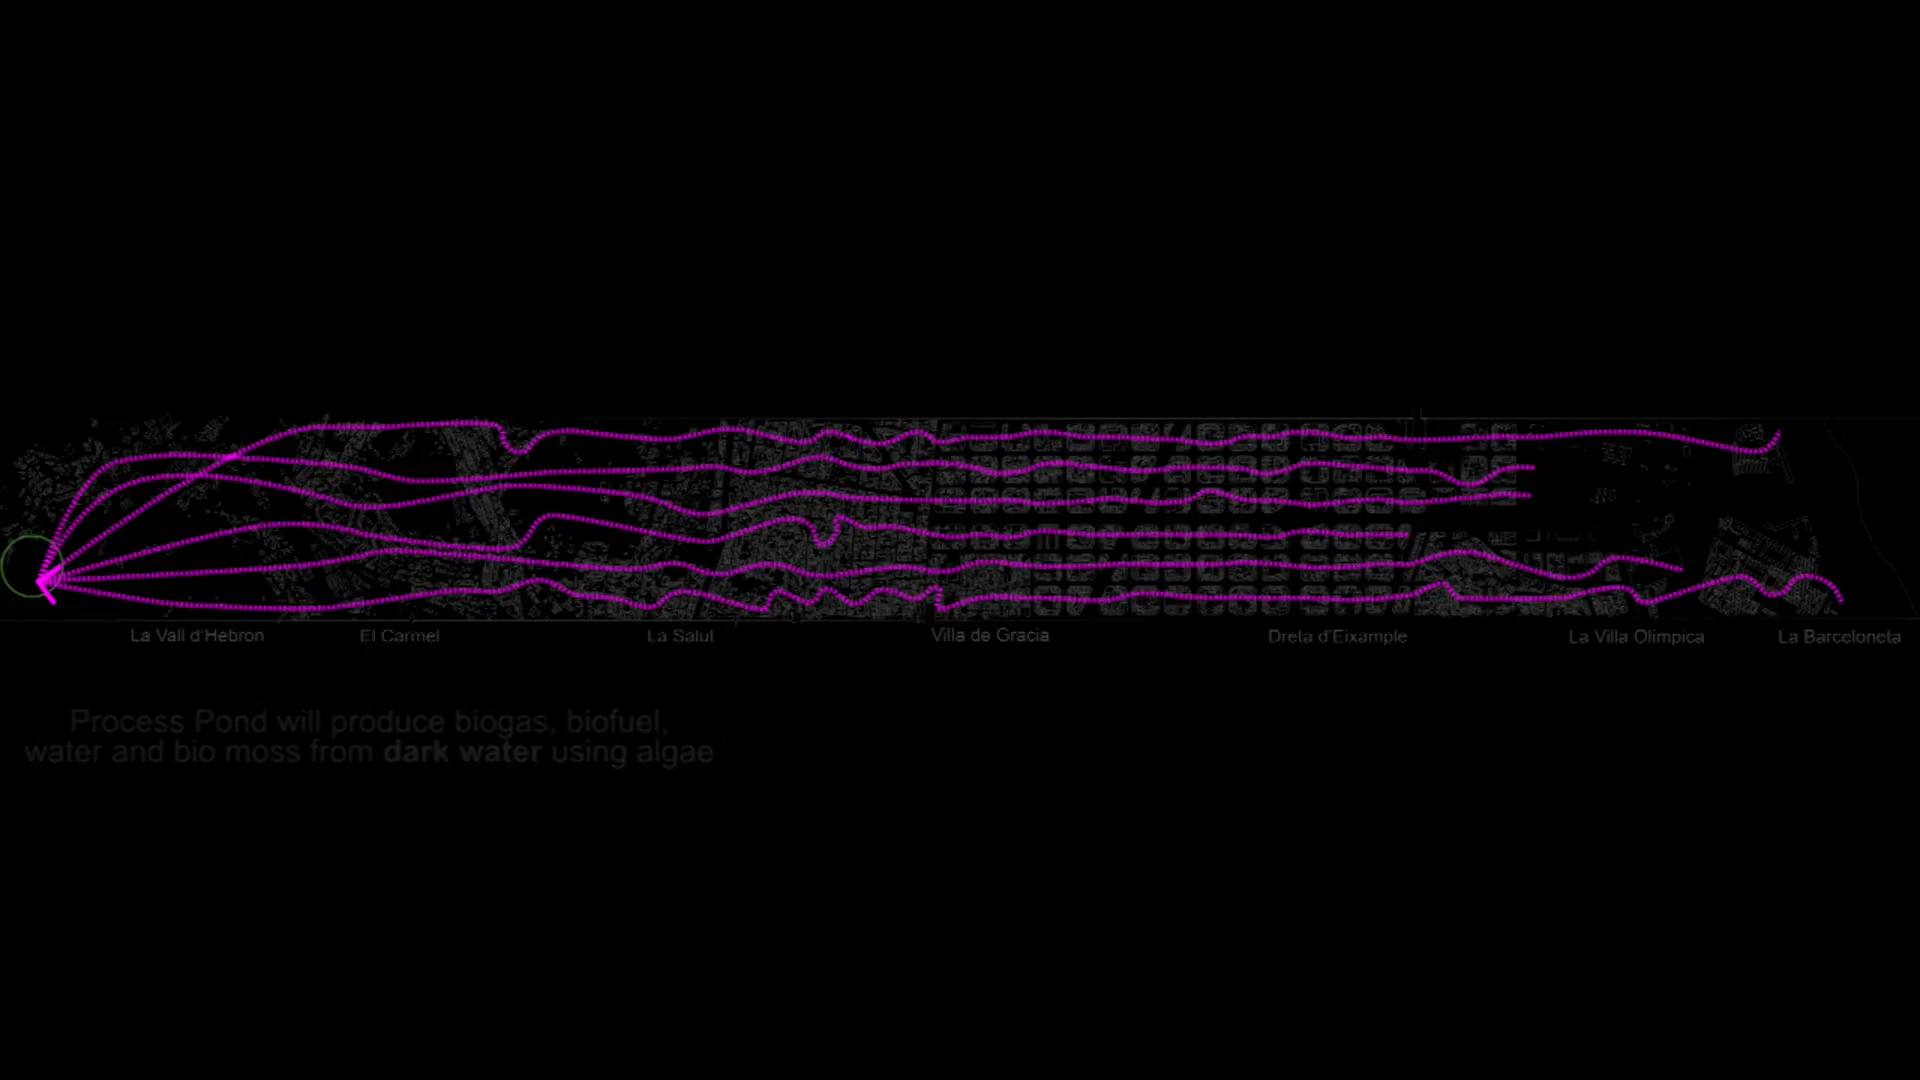 La Vall d'Hebron
El Carmel
La Salut
Villa de Gracia
Dreta d'Eixample
La Villa Olimpica
La Barceloneta
Process Pond will produce biogas, biofuel,
water and bio moss from dark water using algae